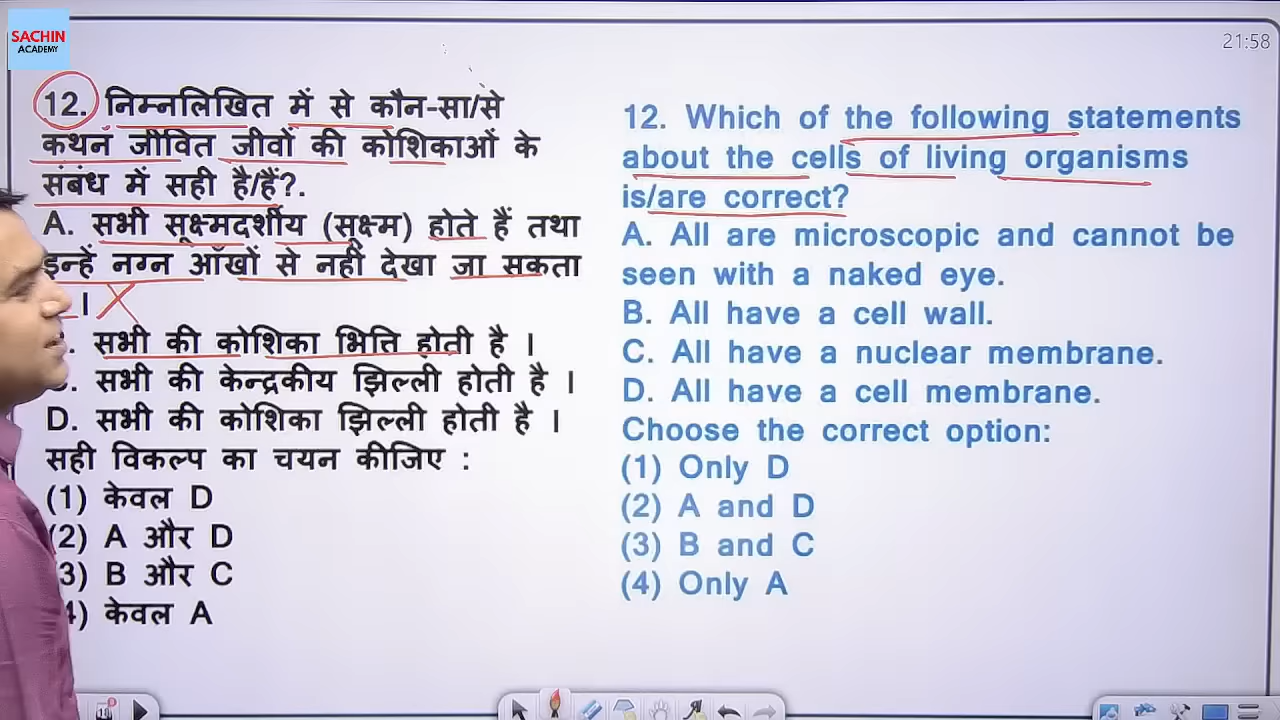 SACHIN
ACADEMY
21:58
12. निम्नलिखित में से कौन-सा/से
कथन जीवित जीवों की कोशिकाओं के
संबंध में सही है/हैं?.
A. सभी सूक्ष्मदर्शीय (सूक्ष्म) होते हैं तथा
इन्हें नग्न आँखों से नही देखा जा सकता
।
सभी की कोशिका भित्ति होती है ।
सभी की केन्द्रकीय झिल्ली होती है ।
D. सभी की कोशिका झिल्ली होती है ।
सही विकल्प का चयन कीजिए :
(1) केवल D
(2) A और D
3) B और C
4) केवल A
12. Which of the following statements
about the cells of living organisms
is/are correct?
A. All are microscopic and cannot be
seen with a naked eye.
B. All have a cell wall.
C. All have a nuclear membrane.
D. All have a cell membrane.
Choose the correct option:
(1) Only D
(2) A and D
(3) B and C
(4) Only A